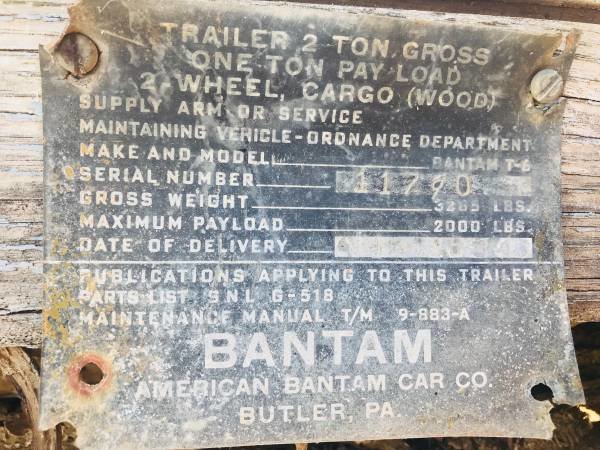 TRAILER 2 TON GROSS
ONE TON PAY LOAD
2-WHEEL, CARGO (WOOD)
SUPPLY ARM OR SERVICE
MAINTAINING VEHICLE-ORDNANCE DEPARTMENT
MAKE AND MODEL BANTAM T-6
SERIAL NUMBER 11790
GROSS WEIGHT 3285 LBS.
MAXIMUM PAYLOAD 2000 LBS.
DATE OF DELIVERY
PUBLICATIONS APPLYING TO THIS TRAILER
PARTS LIST SNL G-518
MAINTENANCE MANUAL T/M 9-883-A
BANTAM
AMERICAN BANTAM CAR CO.
BUTLER, PA.